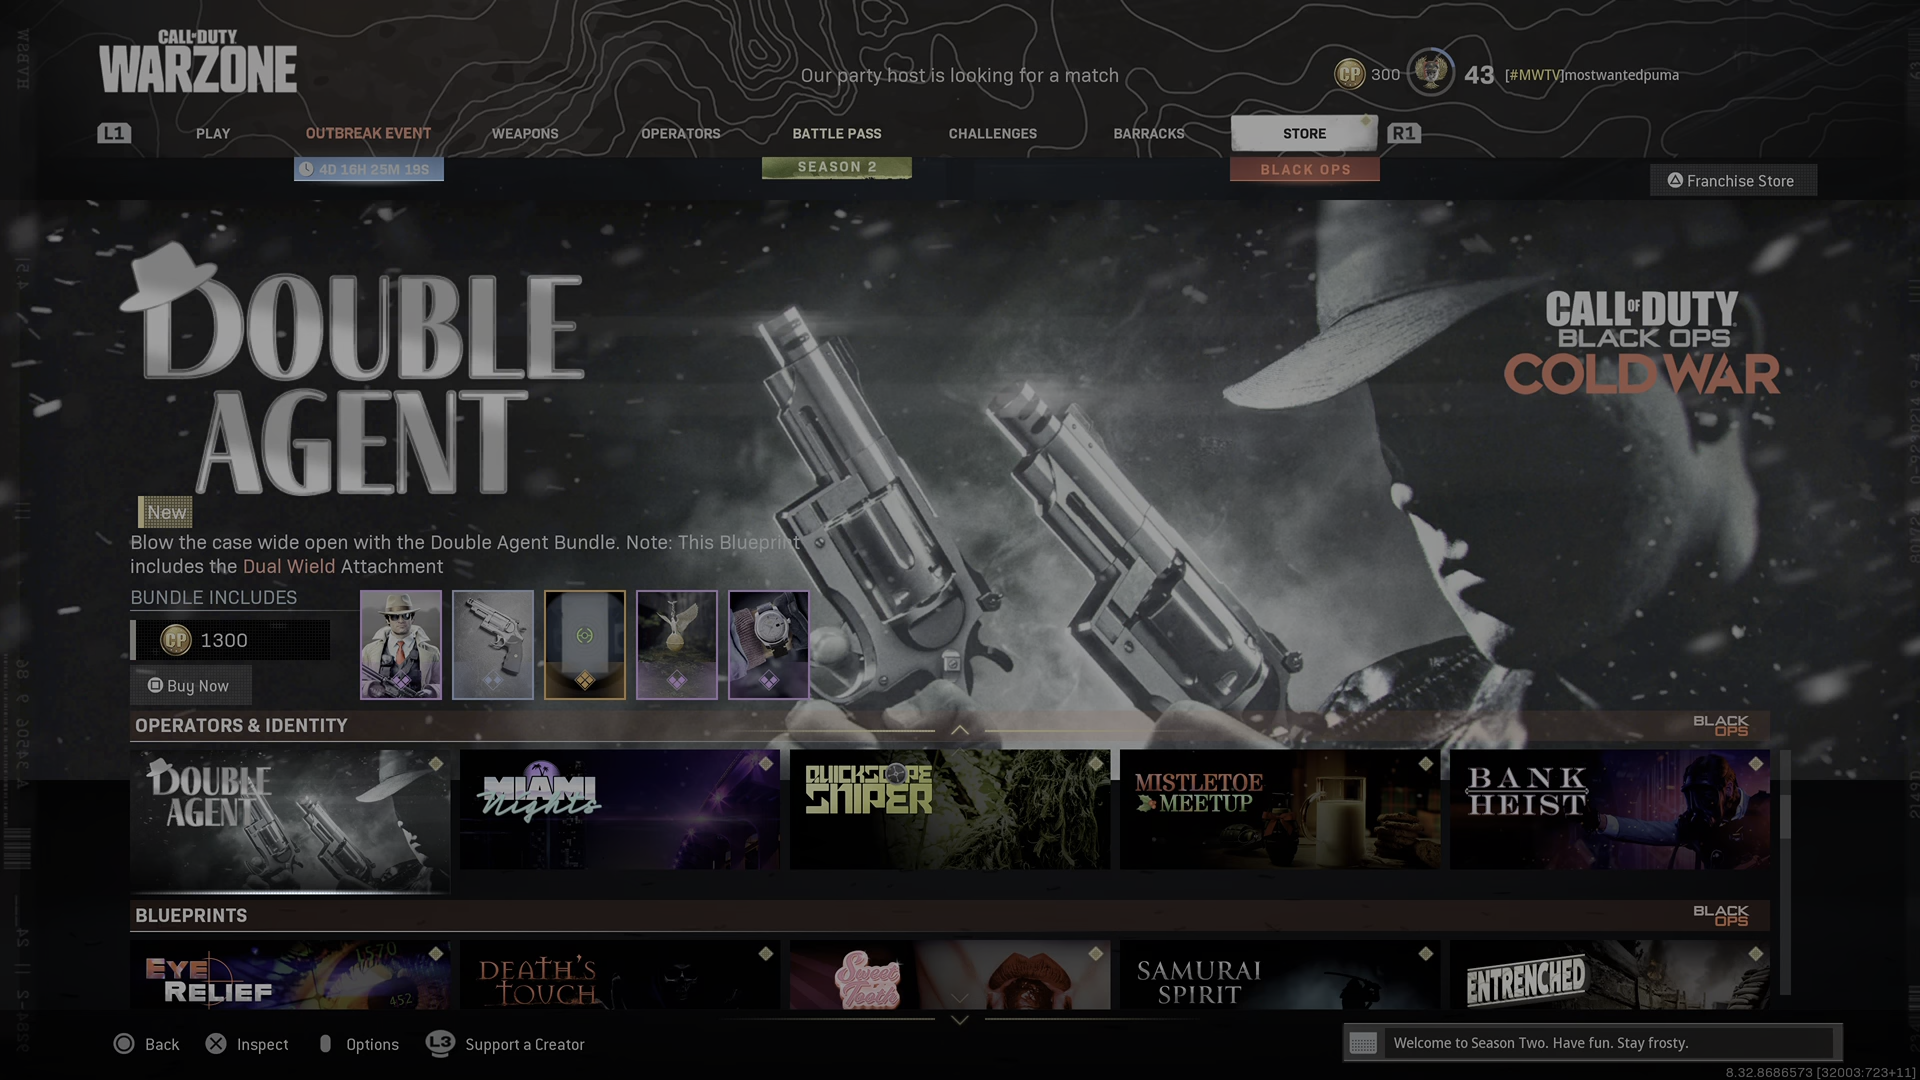 CALL OF DUTY
WARZONE
Our party host is looking for a match
CP 300
43
[#MWTV]mostwantedpuma
L1
PLAY
OUTBREAK EVENT
WEAPONS
OPERATORS
BATTLE PASS
CHALLENGES
BARRACKS
STORE
R1
4D 16H 25M 19S
SEASON 2
BLACK OPS
Franchise Store
DOUBLE
AGENT
CALL OF DUTY
BLACK OPS
COLD WAR
New
Blow the case wide open with the Double Agent Bundle. Note: This Blueprint
includes the Dual Wield Attachment
BUNDLE INCLUDES
CP 1300
Buy Now
OPERATORS & IDENTITY
BLACK
OPS
DOUBLE
AGENT
MIAMI
Nights
QUICKSCOPE
SNIPER
MISTLETOE
MEETUP
BANK
HEIST
BLUEPRINTS
BLACK
OPS
EYE
RELIEF
DEATH'S
TOUCH
Sweet
Tooth
SAMURAI
SPIRIT
ENTRENCHED
Back
Inspect
Options
L3
Support a Creator
Welcome to Season Two. Have fun. Stay frosty.
8.32.8686573 [32003:723+11]